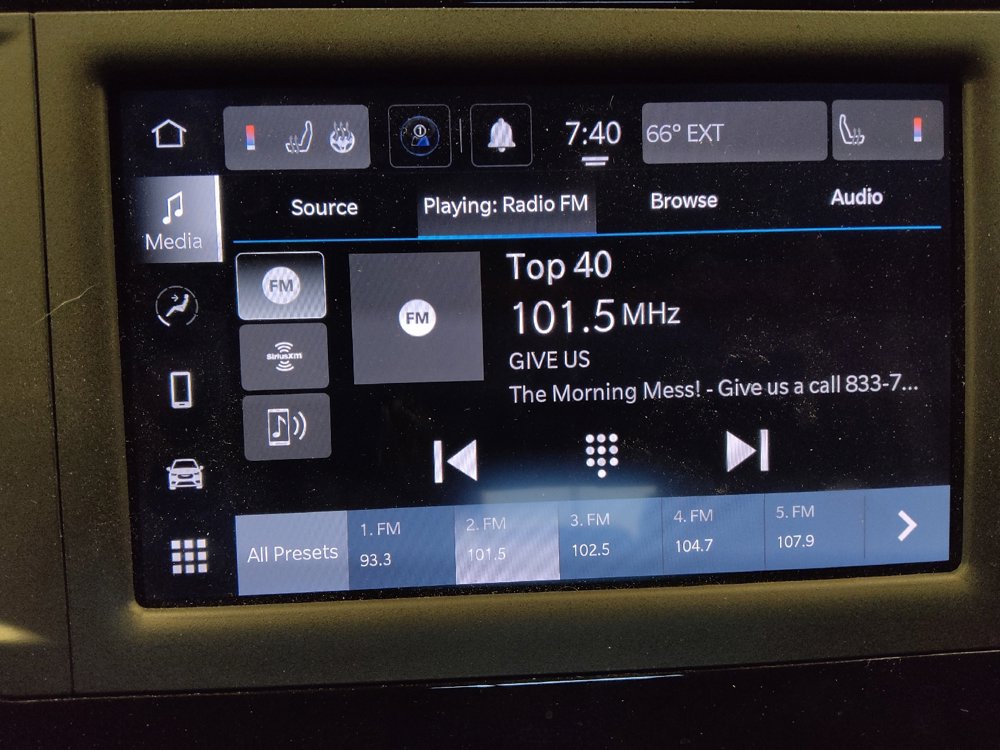 7:40
66° EXT
Source
Playing: Radio FM
Browse
Audio
Media
FM
FM
SiriusXM
Top 40
101.5 MHz
GIVE US
The Morning Mess! - Give us a call 833-7...
All Presets
1. FM
93.3
2. FM
101.5
3. FM
102.5
4. FM
104.7
5. FM
107.9